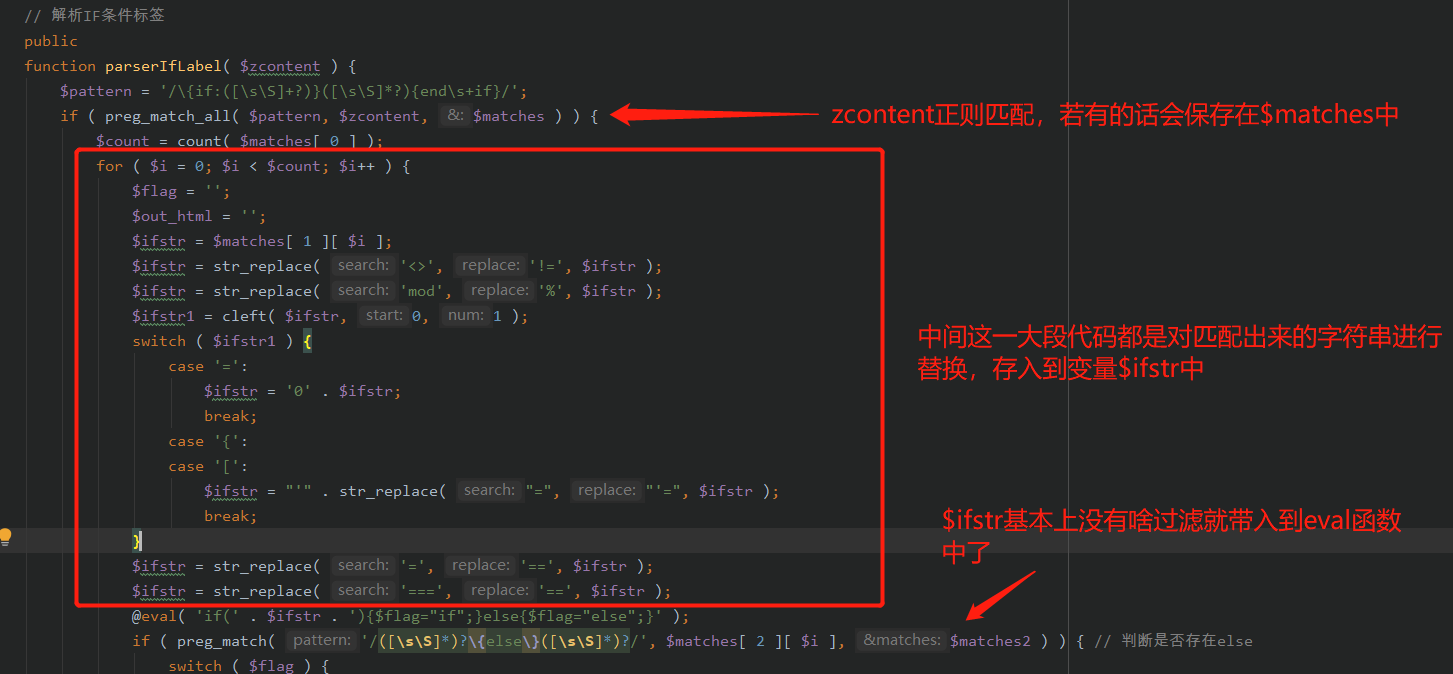 // 解析IF条件标签
public
function parserIfLabel( $zcontent ) {
$pattern = '/\{if:([\s\S]+?)}([\s\S]*?){end\s+if}/';
if ( preg_match_all( $pattern, $zcontent, &: $matches ) ) {
zcontent正则匹配，若有的话会保存在$matches中
$count = count( $matches[ 0 ] );
for ( $i = 0; $i < $count; $i++ ) {
$flag = '';
$out_html = '';
$ifstr = $matches[ 1 ][ $i ];
$ifstr = str_replace( search: '<>', replace: '!=', $ifstr );
$ifstr = str_replace( search: 'mod', replace: '%', $ifstr );
$ifstr1 = cleft( $ifstr, start: 0, num: 1 );
switch ( $ifstr1 ) {
中间这一大段代码都是对匹配出来的字符串进行
替换，存入到变量$ifstr中
case '=':
$ifstr = '0' . $ifstr;
break;
case '{':
case '[':
$ifstr = "'" . str_replace( search: "=", replace: "'=", $ifstr );
break;
}
$ifstr基本上没有啥过滤就带入到eval函数
中了
$ifstr = str_replace( search: '=', replace: '==', $ifstr );
$ifstr = str_replace( search: '===', replace: '==', $ifstr );
@eval( 'if(' . $ifstr . '){$flag="if";}else{$flag="else";}' );
if ( preg_match( pattern: '/([\s\S]*)?\{else\}([\s\S]*)?/', $matches[ 2 ][ $i ], &matches: $matches2 ) ) { // 判断是否存在else
switch ( $flag ) {